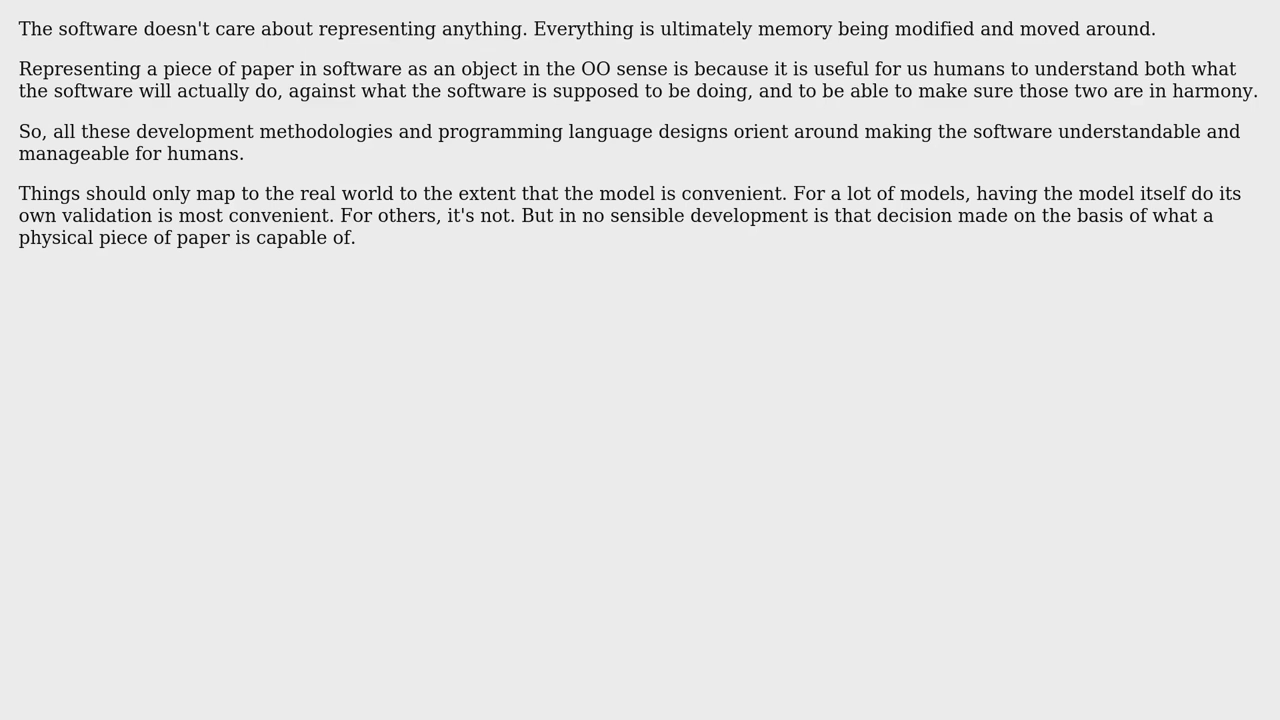 The software doesn't care about representing anything. Everything is ultimately memory being modified and moved around.
Representing a piece of paper in software as an object in the OO sense is because it is useful for us humans to understand both what
the software will actually do, against what the software is supposed to be doing, and to be able to make sure those two are in harmony.
So, all these development methodologies and programming language designs orient around making the software understandable and
manageable for humans.
Things should only map to the real world to the extent that the model is convenient. For a lot of models, having the model itself do its
own validation is most convenient. For others, it's not. But in no sensible development is that decision made on the basis of what a
physical piece of paper is capable of.